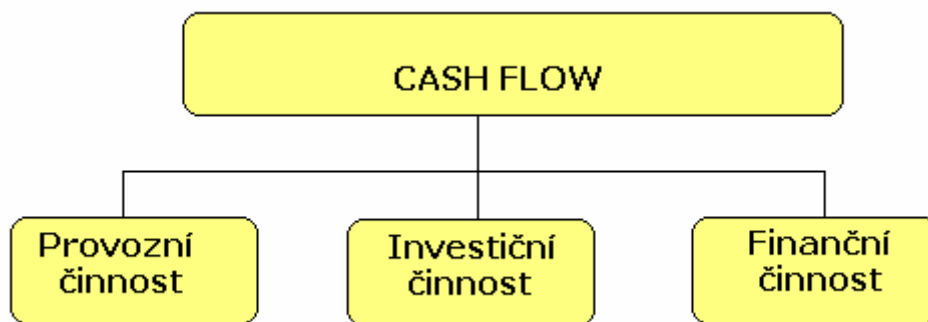 CASH FLOW
Provozní
činnost
Investiční
činnost
Finanční
činnost